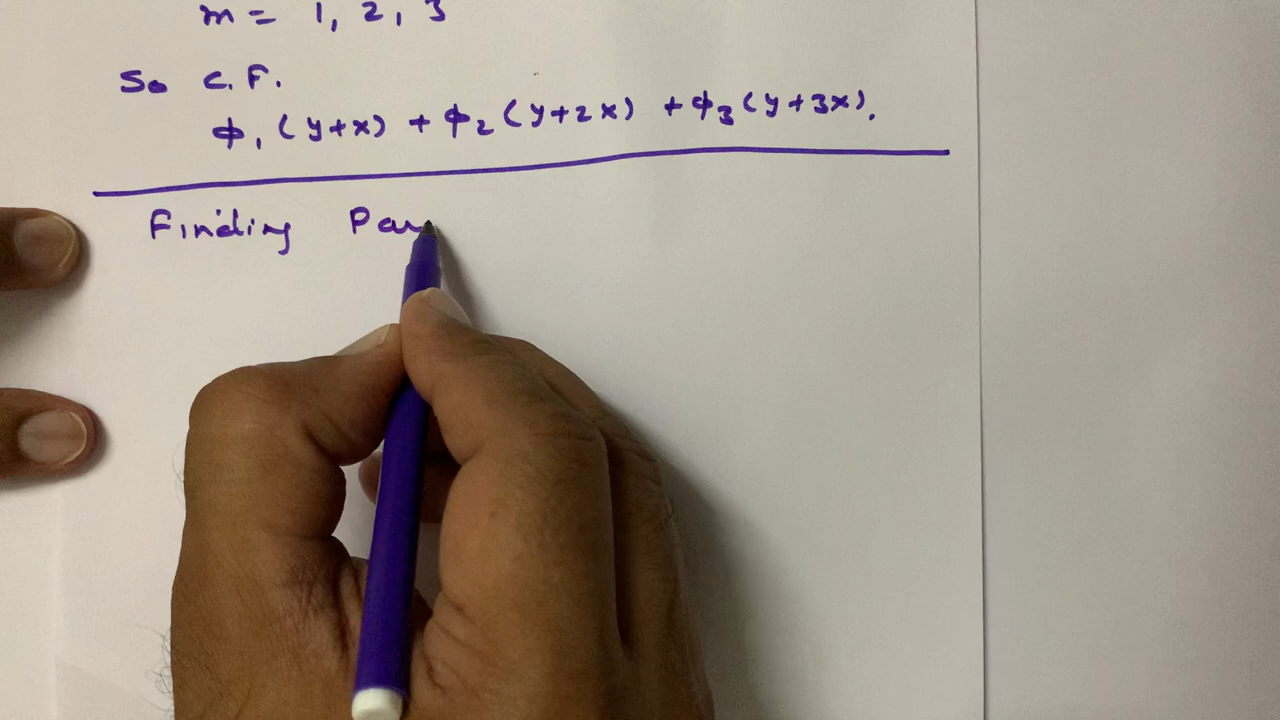 m = 1, 2, 3
So C.F.
ϕ₁(y+x) + ϕ₂(y+2x) + ϕ₃(y+3x).
Finding Par